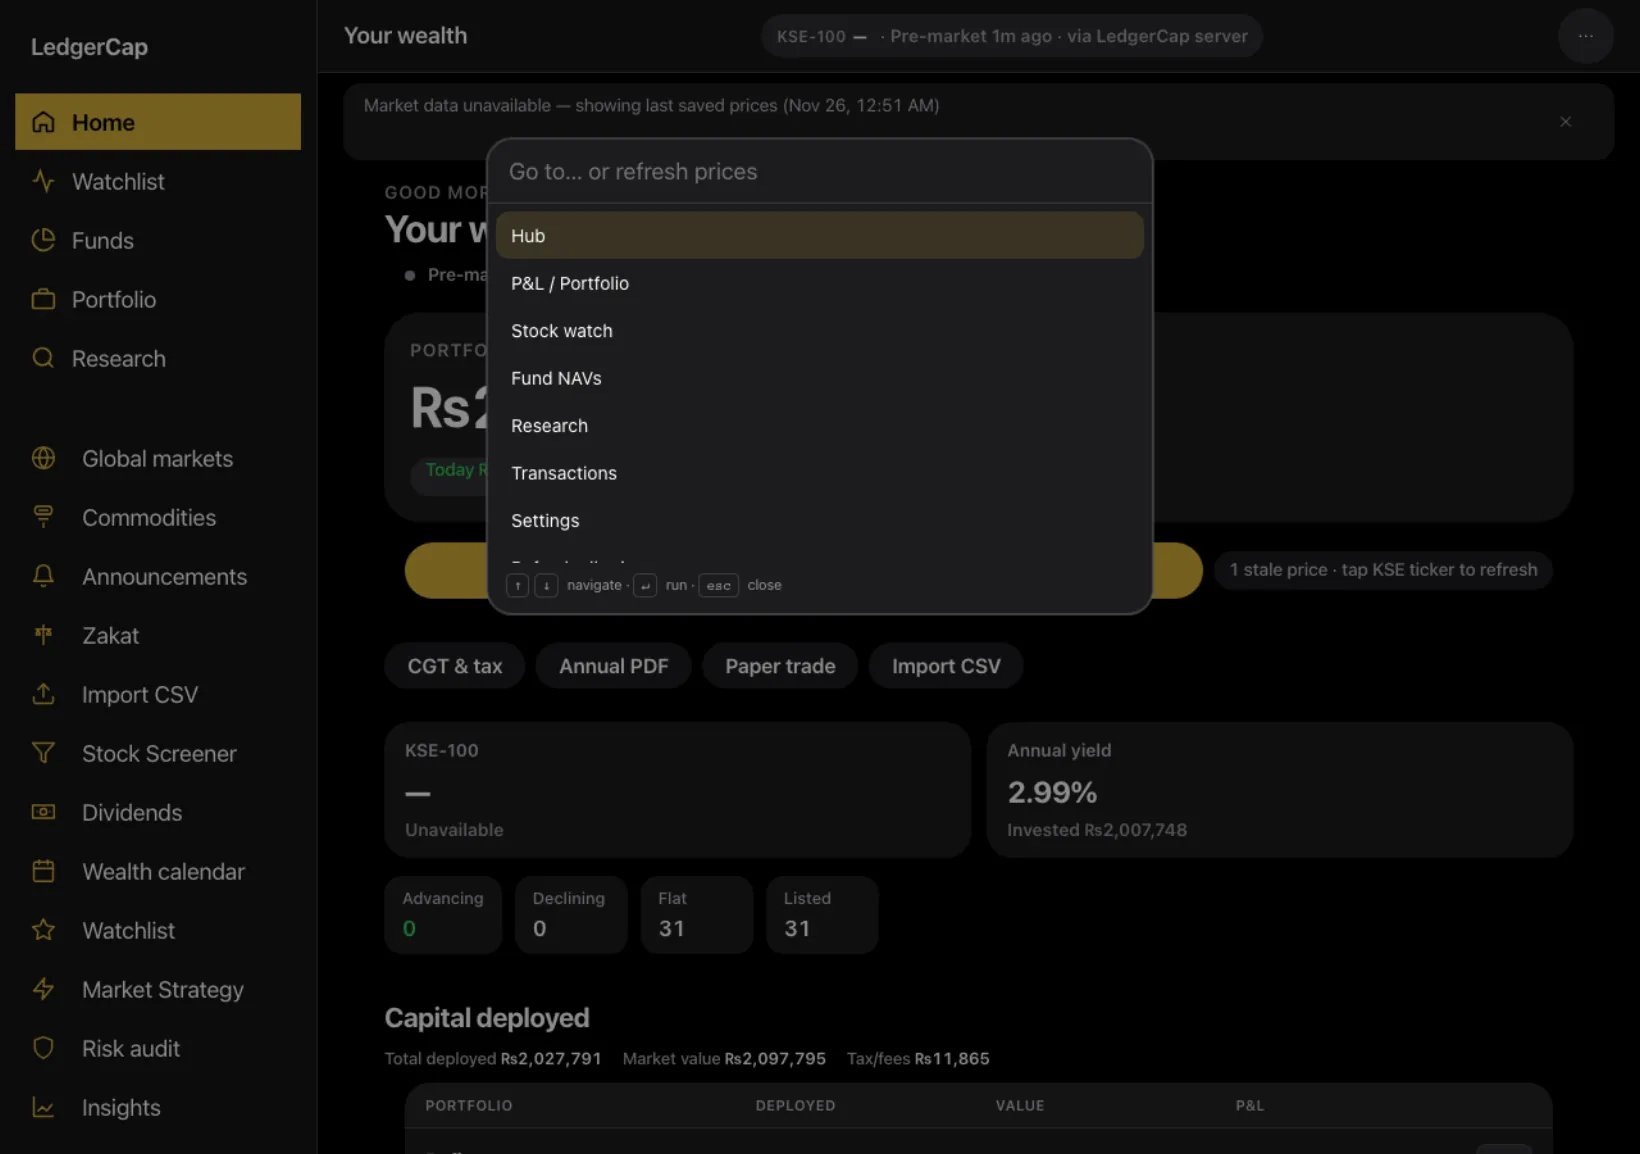 LedgerCap
Home
Watchlist
Funds
Portfolio
Research
Global markets
Commodities
Announcements
Zakat
Import CSV
Stock Screener
Dividends
Wealth calendar
Watchlist
Market Strategy
Risk audit
Insights
Your wealth
KSE-100 — · Pre-market 1m ago · via LedgerCap server
...
Market data unavailable — showing last saved prices (Nov 26, 12:51 AM)
×
GOOD MOR
Your w
Pre-ma
PORTFO
Rs2
Today R
Go to... or refresh prices
Hub
P&L / Portfolio
Stock watch
Fund NAVs
Research
Transactions
Settings
↑ ↓ navigate · ↵ run · esc close
1 stale price · tap KSE ticker to refresh
CGT & tax
Annual PDF
Paper trade
Import CSV
KSE-100
—
Unavailable
Annual yield
2.99%
Invested Rs2,007,748
Advancing
0
Declining
0
Flat
31
Listed
31
Capital deployed
Total deployed Rs2,027,791 Market value Rs2,097,795 Tax/fees Rs11,865
PORTFOLIO DEPLOYED VALUE P&L